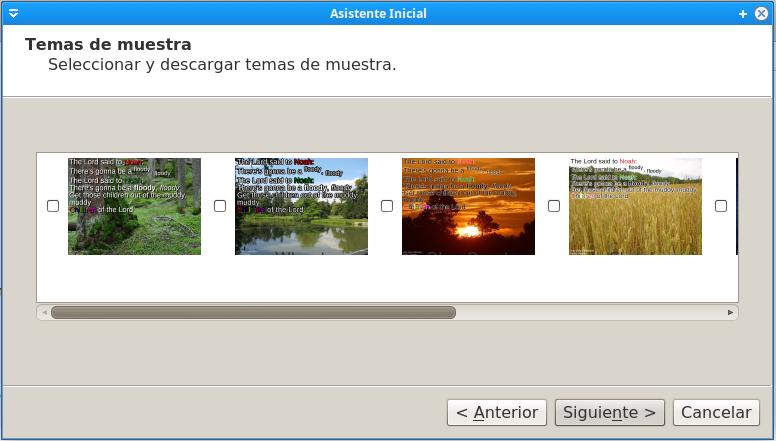 Asistente Inicial
Temas de muestra
Seleccionar y descargar temas de muestra.
The Lord said to Noah:
There's gonna be a floody, floody
The Lord said to Noah:
There's gonna be a floody, floody
Get those children out of the muddy
muddy
Children of the Lord
The Lord said to Noah:
There's gonna be a floody, floody
The Lord said to Noah:
There's gonna be a floody, floody
Get those children out of the muddy,
muddy
Children of the Lord
The Lord said to Noah:
There's gonna be a floody, floody
The Lord said to Noah:
There's gonna be a floody, floody
Get those children out of the muddy,
muddy
Children of the Lord
The Lord said to Noah:
There's gonna be a floody, floody
The Lord said to Noah:
There's gonna be a floody, floody
Get those children out of the muddy,
muddy
Children of the Lord
< Anterior
Siguiente >
Cancelar